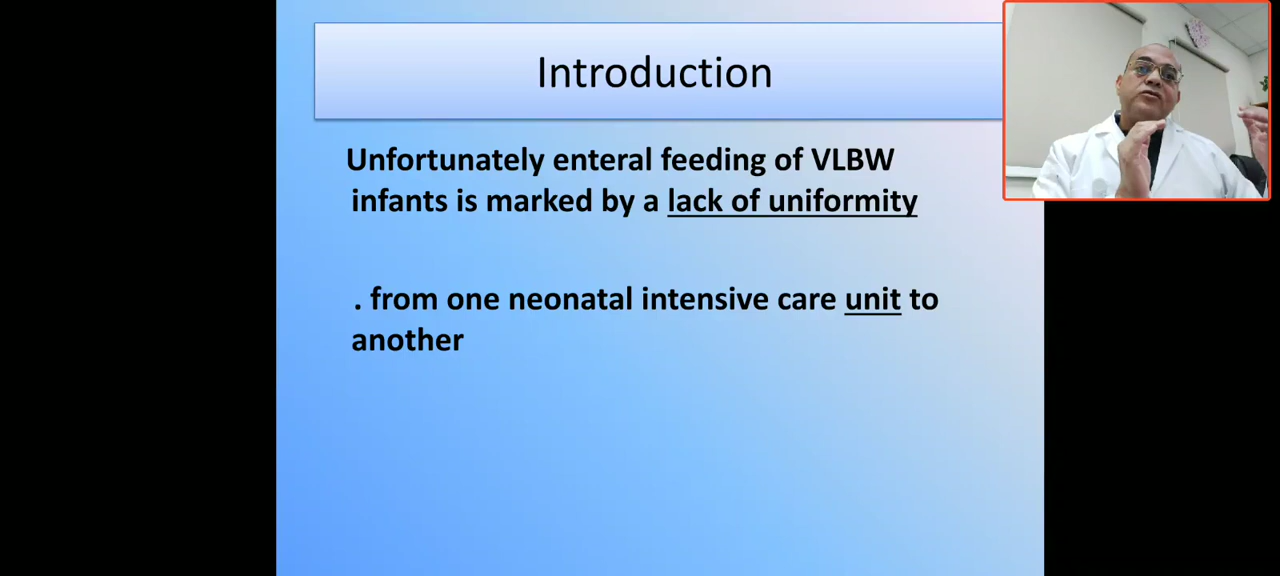 Introduction
Unfortunately enteral feeding of VLBW
infants is marked by a lack of uniformity
. from one neonatal intensive care unit to
another